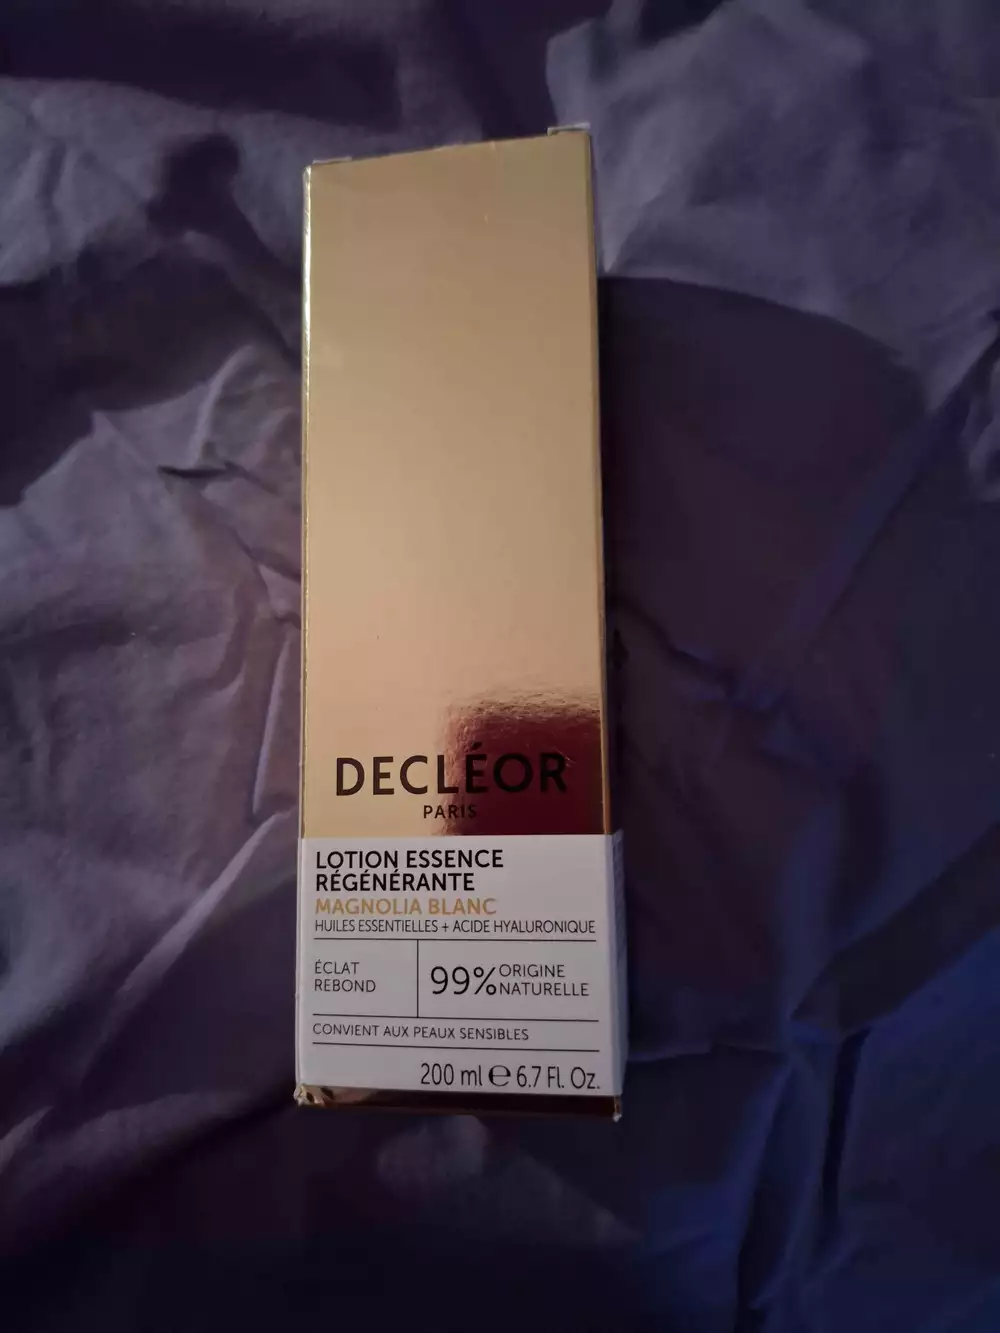 DECLÉOR
PARIS
LOTION ESSENCE
RÉGÉNÉRANTE
MAGNOLIA BLANC
HUILES ESSENTIELLES + ACIDE HYALURONIQUE
ÉCLAT
REBOND
99% ORIGINE
NATURELLE
CONVIENT AUX PEAUX SENSIBLES
200 ml ℮ 6.7 Fl. Oz.